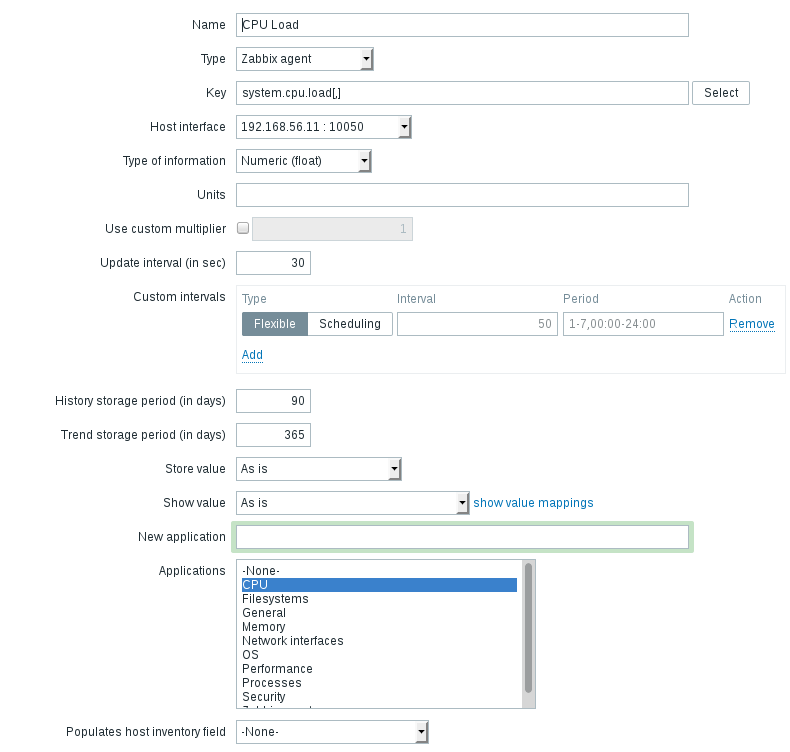 Name CPU Load
Type Zabbix agent
Key system.cpu.load[,] Select
Host interface 192.168.56.11 : 10050
Type of information Numeric (float)
Units
Use custom multiplier 1
Update interval (in sec) 30
Custom intervals Type Interval Period Action
Flexible Scheduling 50 1-7,00:00-24:00 Remove
Add
History storage period (in days) 90
Trend storage period (in days) 365
Store value As is
Show value As is show value mappings
New application
Applications -None-
CPU
Filesystems
General
Memory
Network interfaces
OS
Performance
Processes
Security
Populates host inventory field -None-